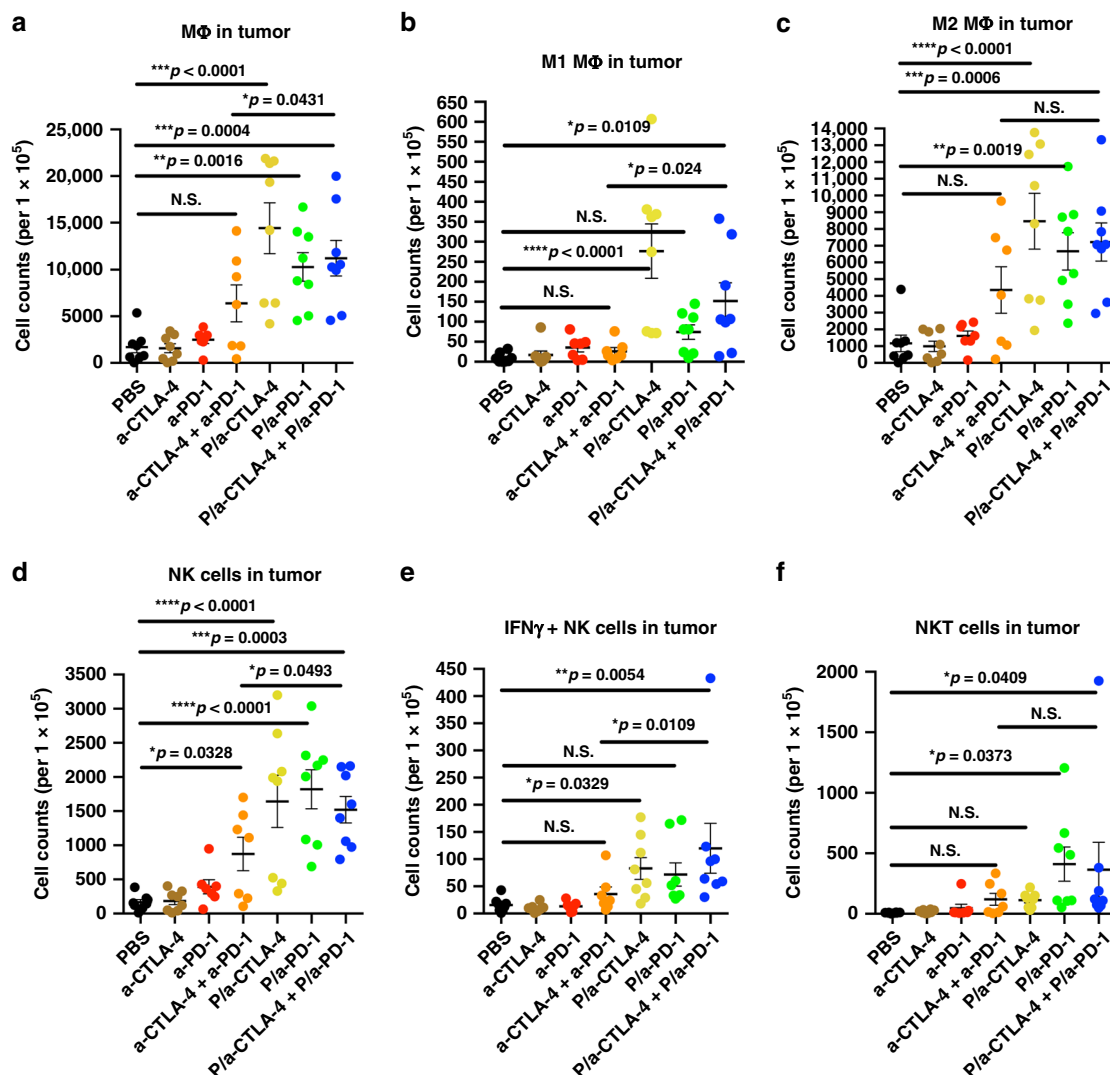 a
MΦ in tumor
***p < 0.0001
*p = 0.0431
***p = 0.0004
**p = 0.0016
N.S.
Cell counts (per 1 × 10⁵)
25,000
20,000
15,000
10,000
5000
0
PBS
a-CTLA-4
a-PD-1
a-CTLA-4 + a-PD-1
P/a-CTLA-4
P/a-PD-1
P/a-CTLA-4 + P/a-PD-1
b
M1 MΦ in tumor
*p = 0.0109
*p = 0.024
N.S.
****p < 0.0001
N.S.
Cell counts (per 1 × 10⁵)
650
600
550
500
450
400
350
300
250
200
150
100
50
0
PBS
a-CTLA-4
a-PD-1
a-CTLA-4 + a-PD-1
P/a-CTLA-4
P/a-PD-1
P/a-CTLA-4 + P/a-PD-1
c
M2 MΦ in tumor
****p < 0.0001
***p = 0.0006
N.S.
**p = 0.0019
N.S.
Cell counts (per 1 × 10⁵)
14,000
13,000
12,000
11,000
10,000
9000
8000
7000
6000
5000
4000
3000
2000
1000
0
PBS
a-CTLA-4
a-PD-1
a-CTLA-4 + a-PD-1
P/a-CTLA-4
P/a-PD-1
P/a-CTLA-4 + P/a-PD-1
d
NK cells in tumor
****p < 0.0001
***p = 0.0003
*p = 0.0493
****p < 0.0001
*p = 0.0328
Cell counts (per 1 × 10⁵)
3500
3000
2500
2000
1500
1000
500
0
PBS
a-CTLA-4
a-PD-1
a-CTLA-4 + a-PD-1
P/a-CTLA-4
P/a-PD-1
P/a-CTLA-4 + P/a-PD-1
e
IFNγ + NK cells in tumor
**p = 0.0054
*p = 0.0109
N.S.
*p = 0.0329
N.S.
Cell counts (per 1 × 10⁵)
450
400
350
300
250
200
150
100
50
0
PBS
a-CTLA-4
a-PD-1
a-CTLA-4 + a-PD-1
P/a-CTLA-4
P/a-PD-1
P/a-CTLA-4 + P/a-PD-1
f
NKT cells in tumor
*p = 0.0409
N.S.
*p = 0.0373
N.S.
N.S.
Cell counts (per 1 × 10⁵)
2000
1500
1000
500
0
PBS
a-CTLA-4
a-PD-1
a-CTLA-4 + a-PD-1
P/a-CTLA-4
P/a-PD-1
P/a-CTLA-4 + P/a-PD-1